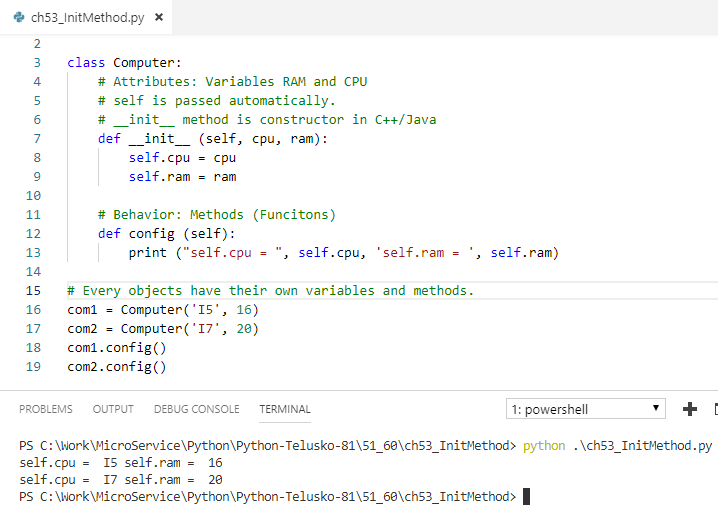 ch53_InitMethod.py ×
2
3 class Computer:
4 # Attributes: Variables RAM and CPU
5 # self is passed automatically.
6 # __init__ method is constructor in C++/Java
7 def __init__ (self, cpu, ram):
8 self.cpu = cpu
9 self.ram = ram
10
11 # Behavior: Methods (Funcitons)
12 def config (self):
13 print ("self.cpu = ", self.cpu, 'self.ram = ', self.ram)
14
15 # Every objects have their own variables and methods.
16 com1 = Computer('I5', 16)
17 com2 = Computer('I7', 20)
18 com1.config()
19 com2.config()
PROBLEMS OUTPUT DEBUG CONSOLE TERMINAL 1: powershell
PS C:\Work\MicroService\Python\Python-Telusko-81\51_60\ch53_InitMethod> python .\ch53_InitMethod.py
self.cpu =  I5 self.ram =  16
self.cpu =  I7 self.ram =  20
PS C:\Work\MicroService\Python\Python-Telusko-81\51_60\ch53_InitMethod>